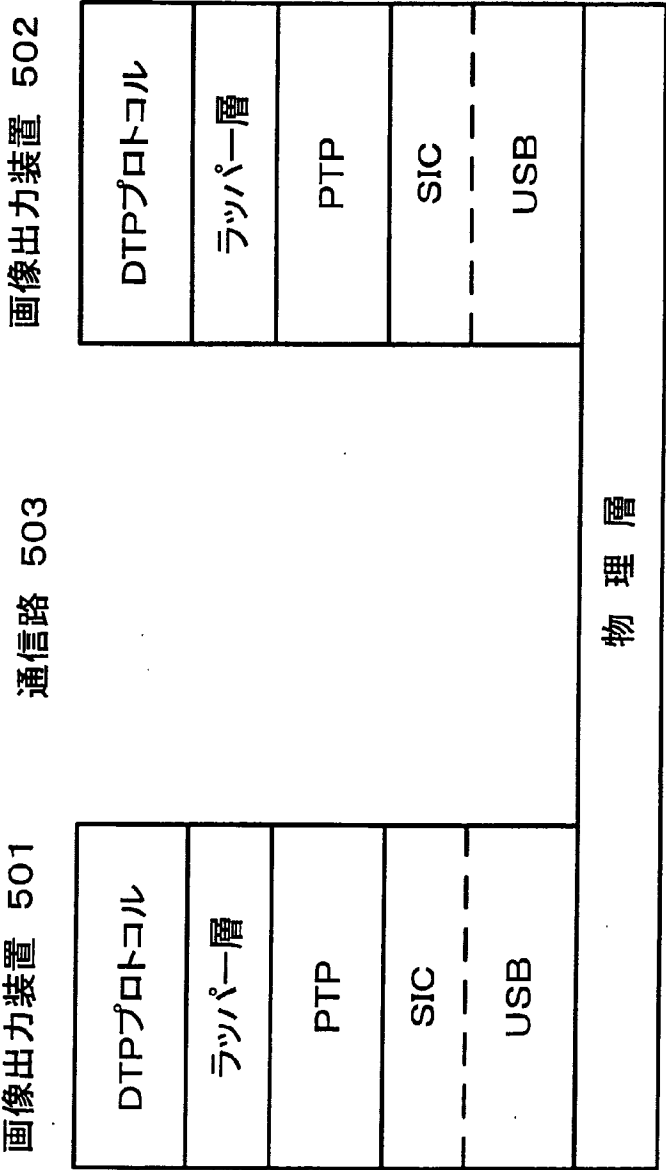 画像出力装置 501
通信路 503
画像出力装置 502
DTPプロトコル
ラッパー層
PTP
SIC
USB
DTPプロトコル
ラッパー層
PTP
SIC
USB
物理層